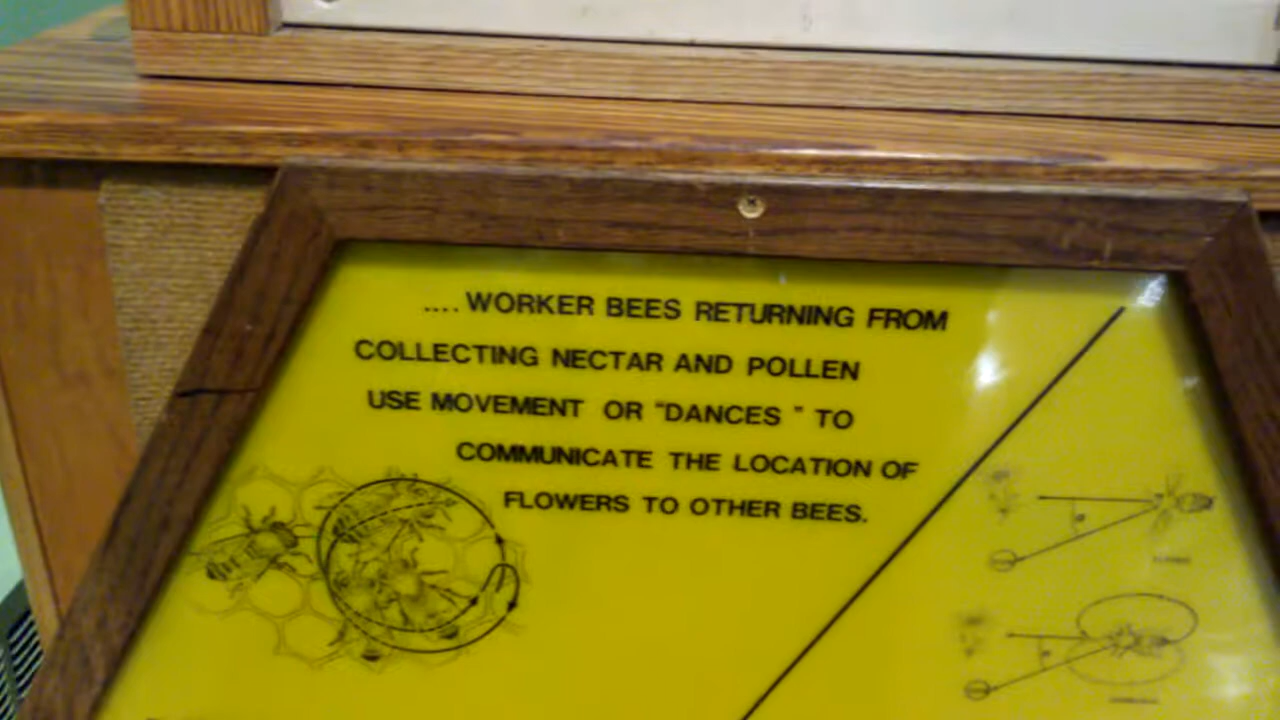 .... WORKER BEES RETURNING FROM
COLLECTING NECTAR AND POLLEN
USE MOVEMENT OR "DANCES " TO
COMMUNICATE THE LOCATION OF
FLOWERS TO OTHER BEES.